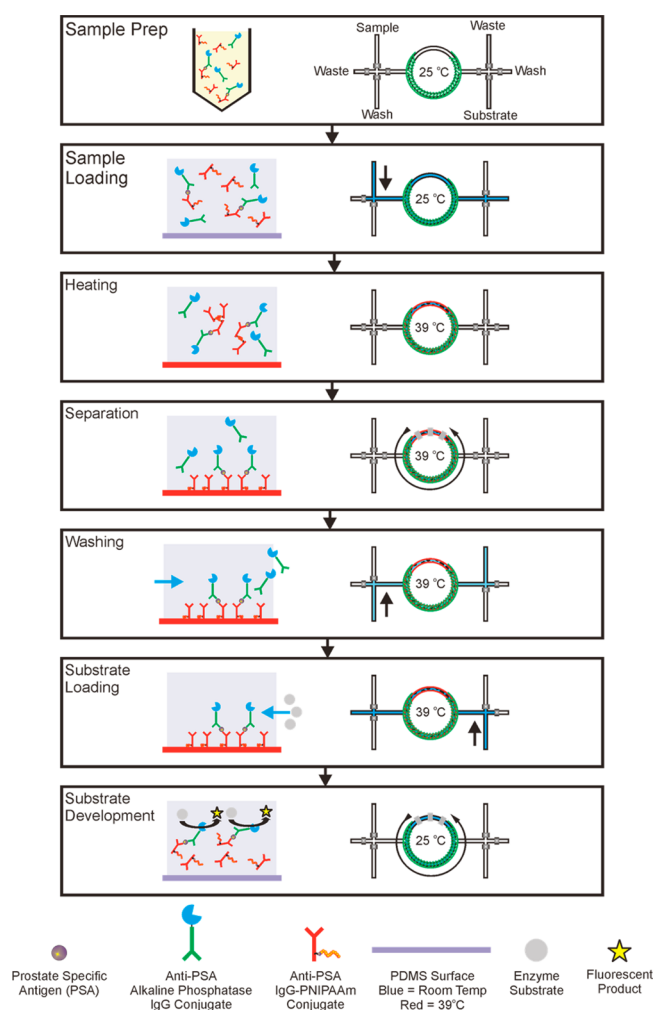 Sample Prep
Sample
Waste
Waste
25 °C
Wash
Wash
Substrate
Sample
Loading
25 °C
Heating
39 °C
Separation
39 °C
Washing
39 °C
Substrate
Loading
39 °C
Substrate
Development
25 °C
Prostate Specific
Antigen (PSA)
Anti-PSA
Alkaline Phosphatase
IgG Conjugate
Anti-PSA
IgG-PNIPAAm
Conjugate
PDMS Surface
Blue = Room Temp
Red = 39°C
Enzyme
Substrate
Fluorescent
Product